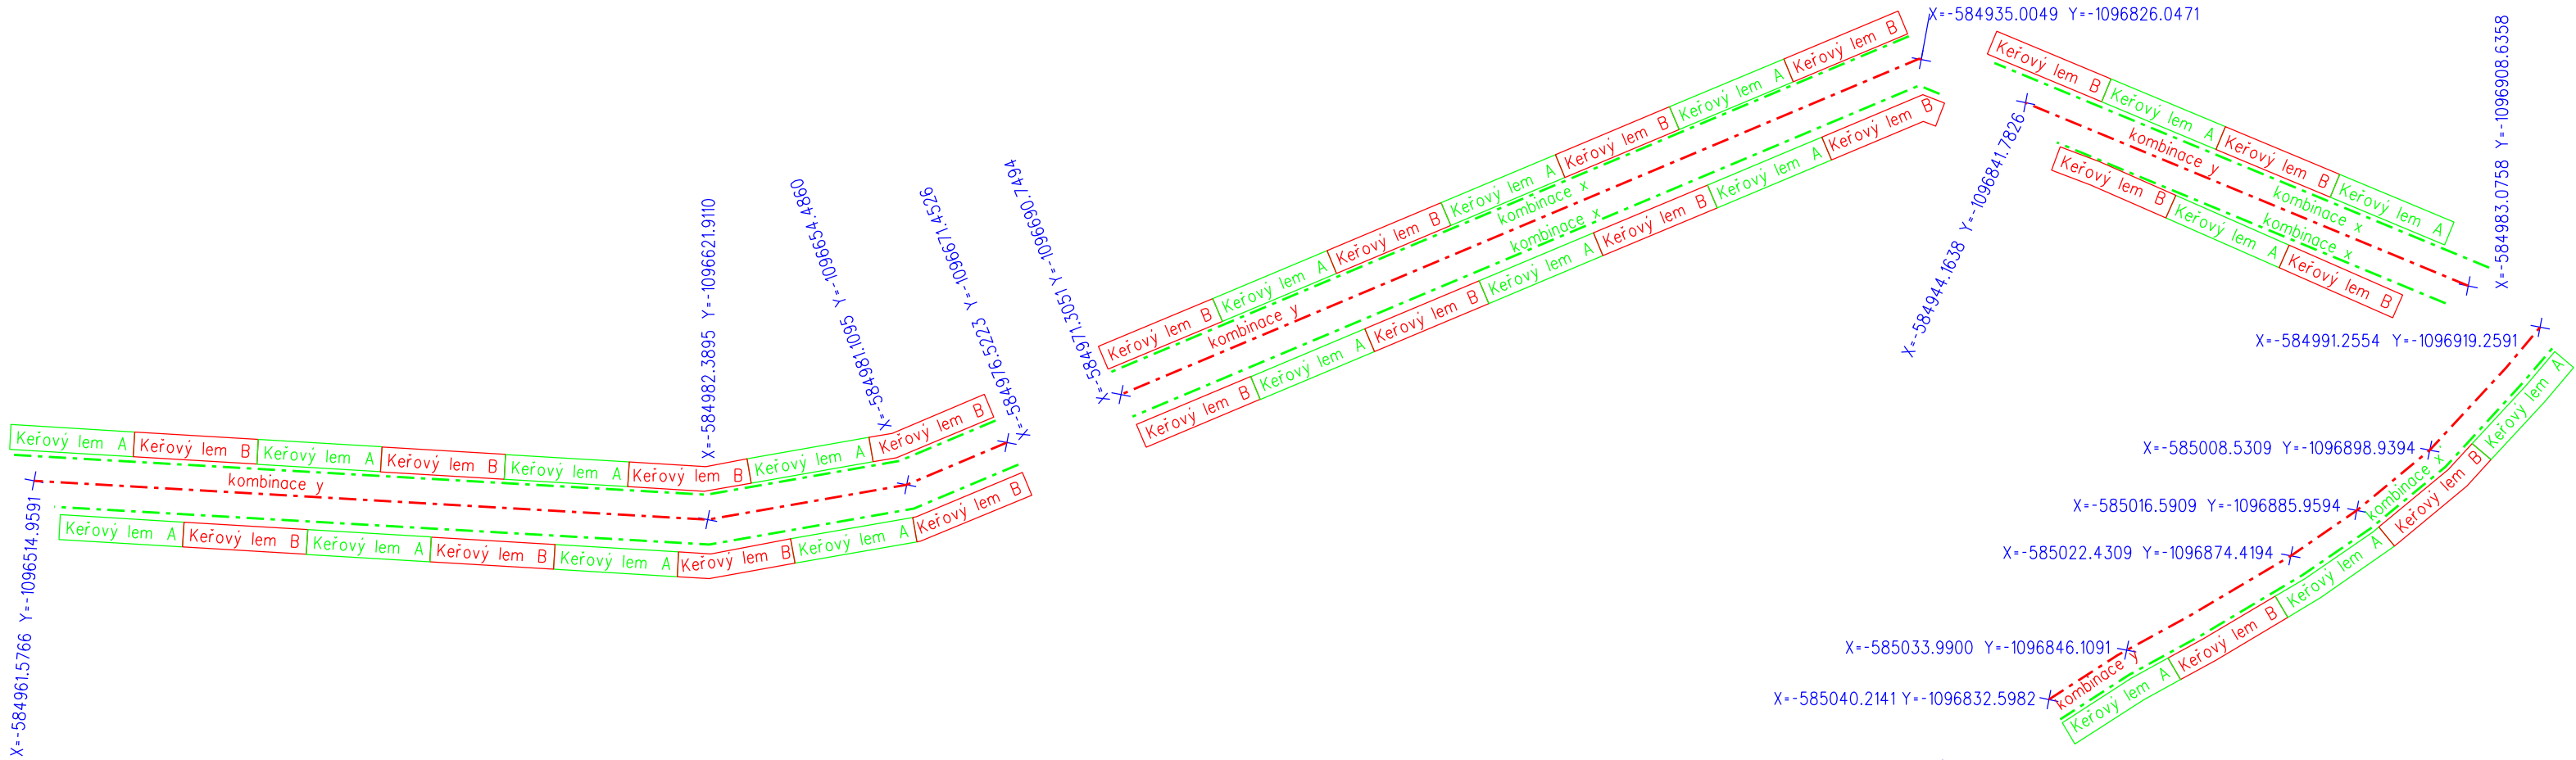 Keřový lem A
Keřový lem B
Keřový lem A
Keřový lem B
Keřový lem A
Keřový lem B
Keřový lem A
Keřový lem B
kombinace y
Keřový lem A
Keřový lem B
Keřový lem A
Keřový lem B
Keřový lem A
Keřový lem B
Keřový lem A
Keřový lem B
X=-584961.5766 Y=-1096514.9591
X=-584982.3895 Y=-1096621.9110
X=-584981.1095 Y=-1096654.4860
X=-584976.5223 Y=-1096671.4526
X=-584971.3051 Y=-1096690.7494
Keřový lem B
Keřový lem A
Keřový lem B
Keřový lem A
Keřový lem B
Keřový lem A
Keřový lem B
kombinace y
kombinace x
kombinace x
Keřový lem B
Keřový lem A
Keřový lem B
Keřový lem A
Keřový lem B
Keřový lem A
Keřový lem B
X=-584935.0049 Y=-1096826.0471
X=-584944.1638 Y=-1096841.7826
Keřový lem B
Keřový lem A
Keřový lem B
Keřový lem A
kombinace y
kombinace x
kombinace x
Keřový lem B
Keřový lem A
Keřový lem B
X=-584983.0758 Y=-1096908.6358
X=-584991.2554 Y=-1096919.2591
X=-585008.5309 Y=-1096898.9394
X=-585016.5909 Y=-1096885.9594
X=-585022.4309 Y=-1096874.4194
X=-585033.9900 Y=-1096846.1091
X=-585040.2141 Y=-1096832.5982
kombinace y
kombinace x
Keřový lem A
Keřový lem B
Keřový lem A
Keřový lem B
Keřový lem A